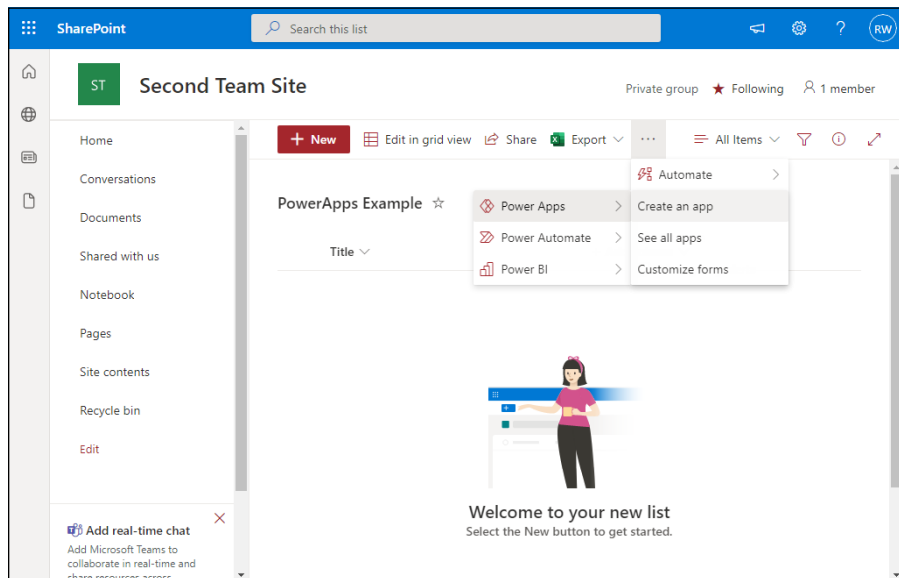 SharePoint
Search this list
?
RW
ST
Second Team Site
Private group
Following
1 member
Home
Conversations
Documents
Shared with us
Notebook
Pages
Site contents
Recycle bin
Edit
Add real-time chat
Add Microsoft Teams to
collaborate in real-time and
share resources across
+ New
Edit in grid view
Share
Export
...
All Items
Automate
PowerApps Example
Power Apps
Power Automate
Power BI
Create an app
See all apps
Customize forms
Title
Welcome to your new list
Select the New button to get started.